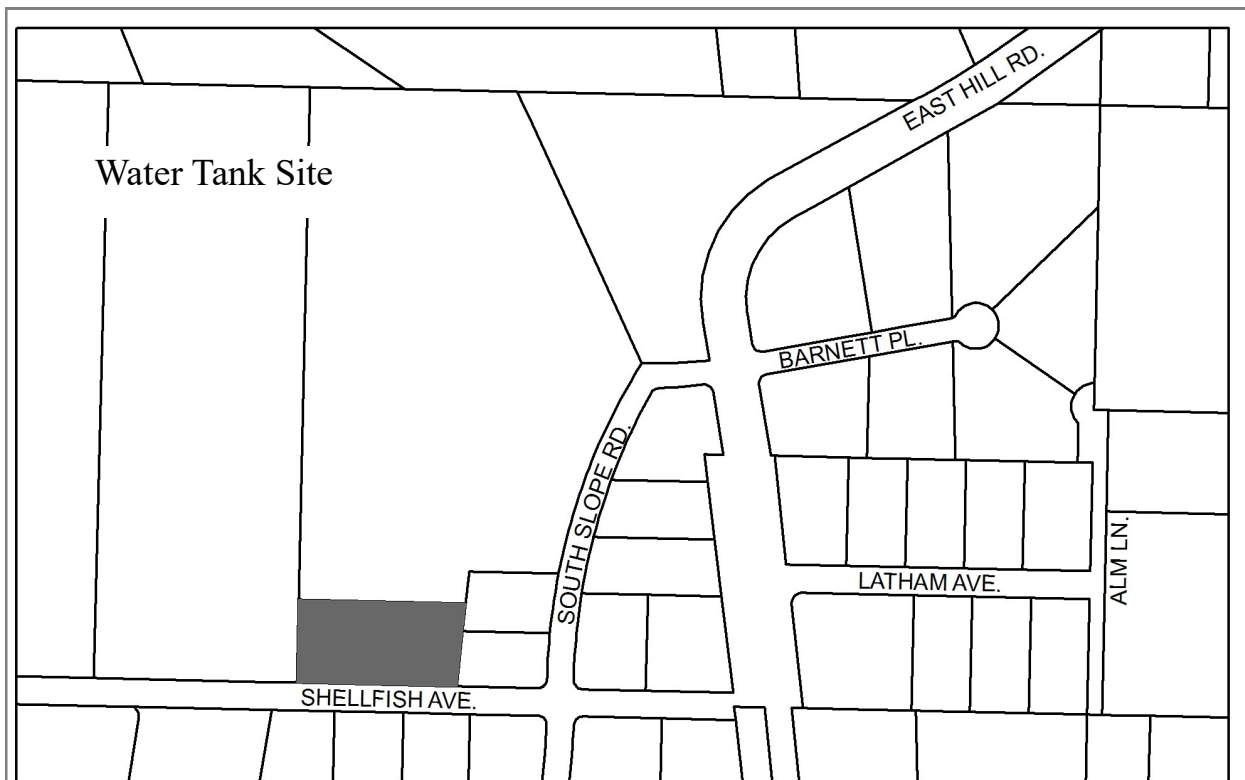 EAST HILL RD.
Water Tank Site
BARNETT PL.
SOUTH SLOPE RD.
ALM LN.
LATHAM AVE.
SHELLFISH AVE.